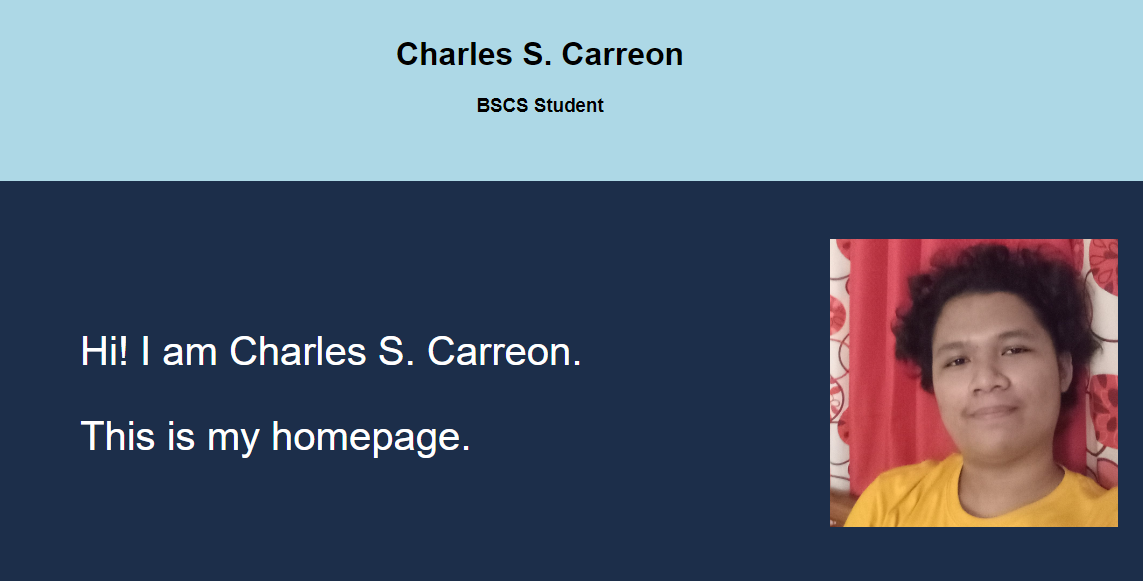 Charles S. Carreon
BSCS Student
Hi! I am Charles S. Carreon.
This is my homepage.